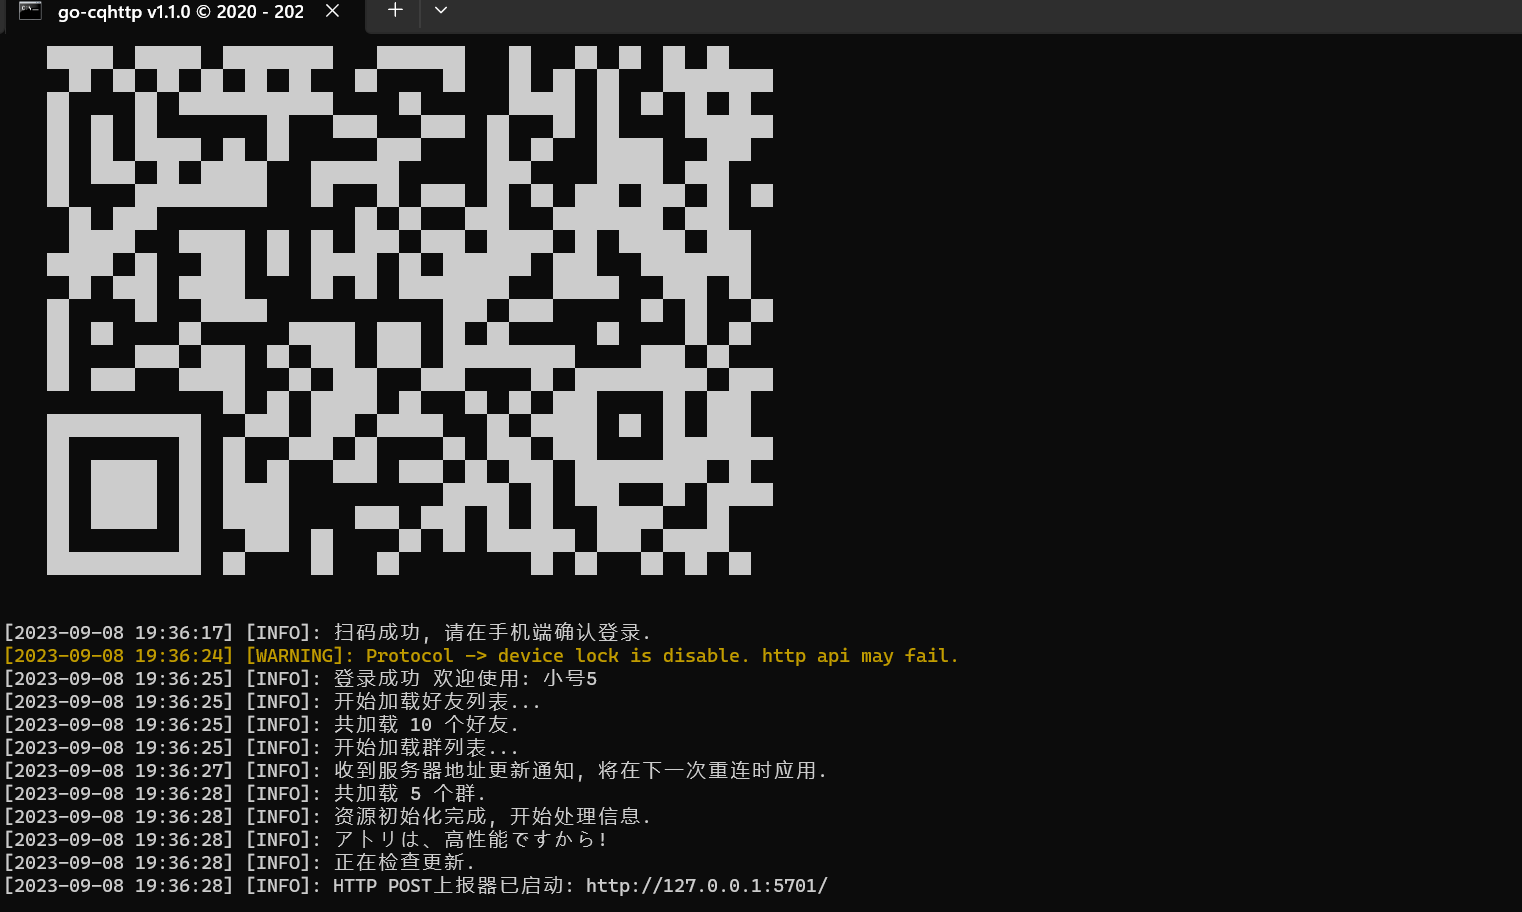 go-cqhttp v1.1.0 © 2020 - 202
[2023-09-08 19:36:17] [INFO]: 扫码成功, 请在手机端确认登录.
[2023-09-08 19:36:24] [WARNING]: Protocol -> device lock is disable. http api may fail.
[2023-09-08 19:36:25] [INFO]: 登录成功 欢迎使用: 小号5
[2023-09-08 19:36:25] [INFO]: 开始加载好友列表...
[2023-09-08 19:36:25] [INFO]: 共加载 10 个好友.
[2023-09-08 19:36:25] [INFO]: 开始加载群列表...
[2023-09-08 19:36:27] [INFO]: 收到服务器地址更新通知, 将在下一次重连时应用.
[2023-09-08 19:36:28] [INFO]: 共加载 5 个群.
[2023-09-08 19:36:28] [INFO]: 资源初始化完成, 开始处理信息.
[2023-09-08 19:36:28] [INFO]: アトリは、高性能ですから!
[2023-09-08 19:36:28] [INFO]: 正在检查更新.
[2023-09-08 19:36:28] [INFO]: HTTP POST上报器已启动: http://127.0.0.1:5701/